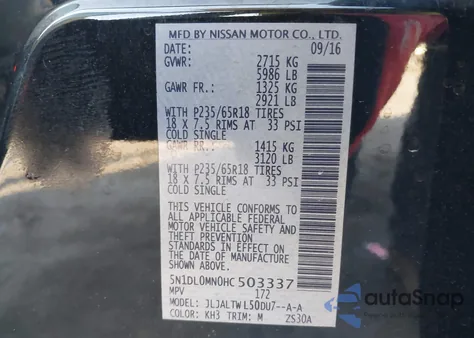 MFD BY NISSAN MOTOR CO., LTD.
DATE: 09/16
GVWR: 2715 KG
5986 LB
GAWR FR.: 1325 KG
2921 LB
WITH P235/65R18 TIRES
18 X 7.5 RIMS AT 33 PSI
COLD SINGLE
GAWR RR.: 1415 KG
3120 LB
WITH P235/65R18 TIRES
18 X 7.5 RIMS AT 33 PSI
COLD SINGLE
THIS VEHICLE CONFORMS TO
ALL APPLICABLE FEDERAL
MOTOR VEHICLE SAFETY
STANDARDS IN EFFECT ON
THE DATE OF MANUFACTURE
SHOWN ABOVE.
5N1DL0MN0HC503337
MPV 172
MODEL: JLJALTWL50DU7--A-A
COLOR: KH3 TRIM: M ZS30A
autoSnap